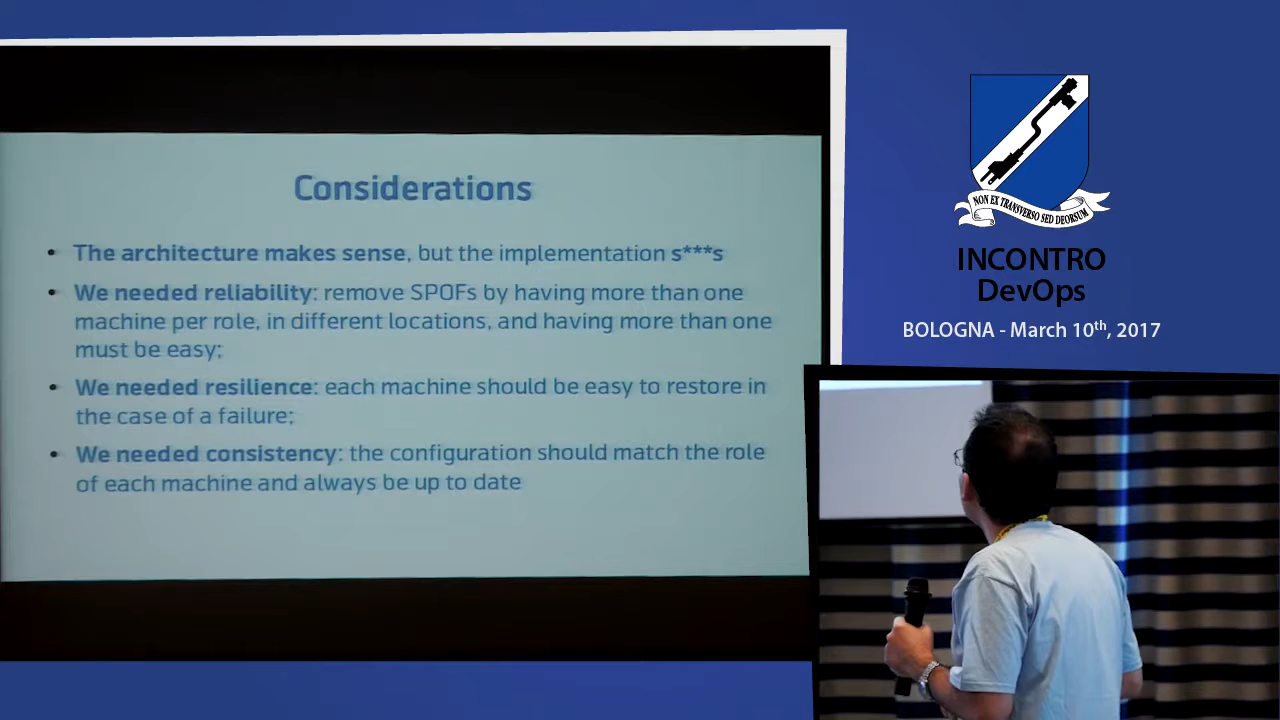 Considerations
• The architecture makes sense, but the implementation s***s
• We needed reliability: remove SPOFs by having more than one
machine per role, in different locations, and having more than one
must be easy;
• We needed resilience: each machine should be easy to restore in
the case of a failure;
• We needed consistency: the configuration should match the role
of each machine and always be up to date
NON EX TRANSVERSO SED DEORSUM
INCONTRO
DevOps
BOLOGNA - March 10th, 2017